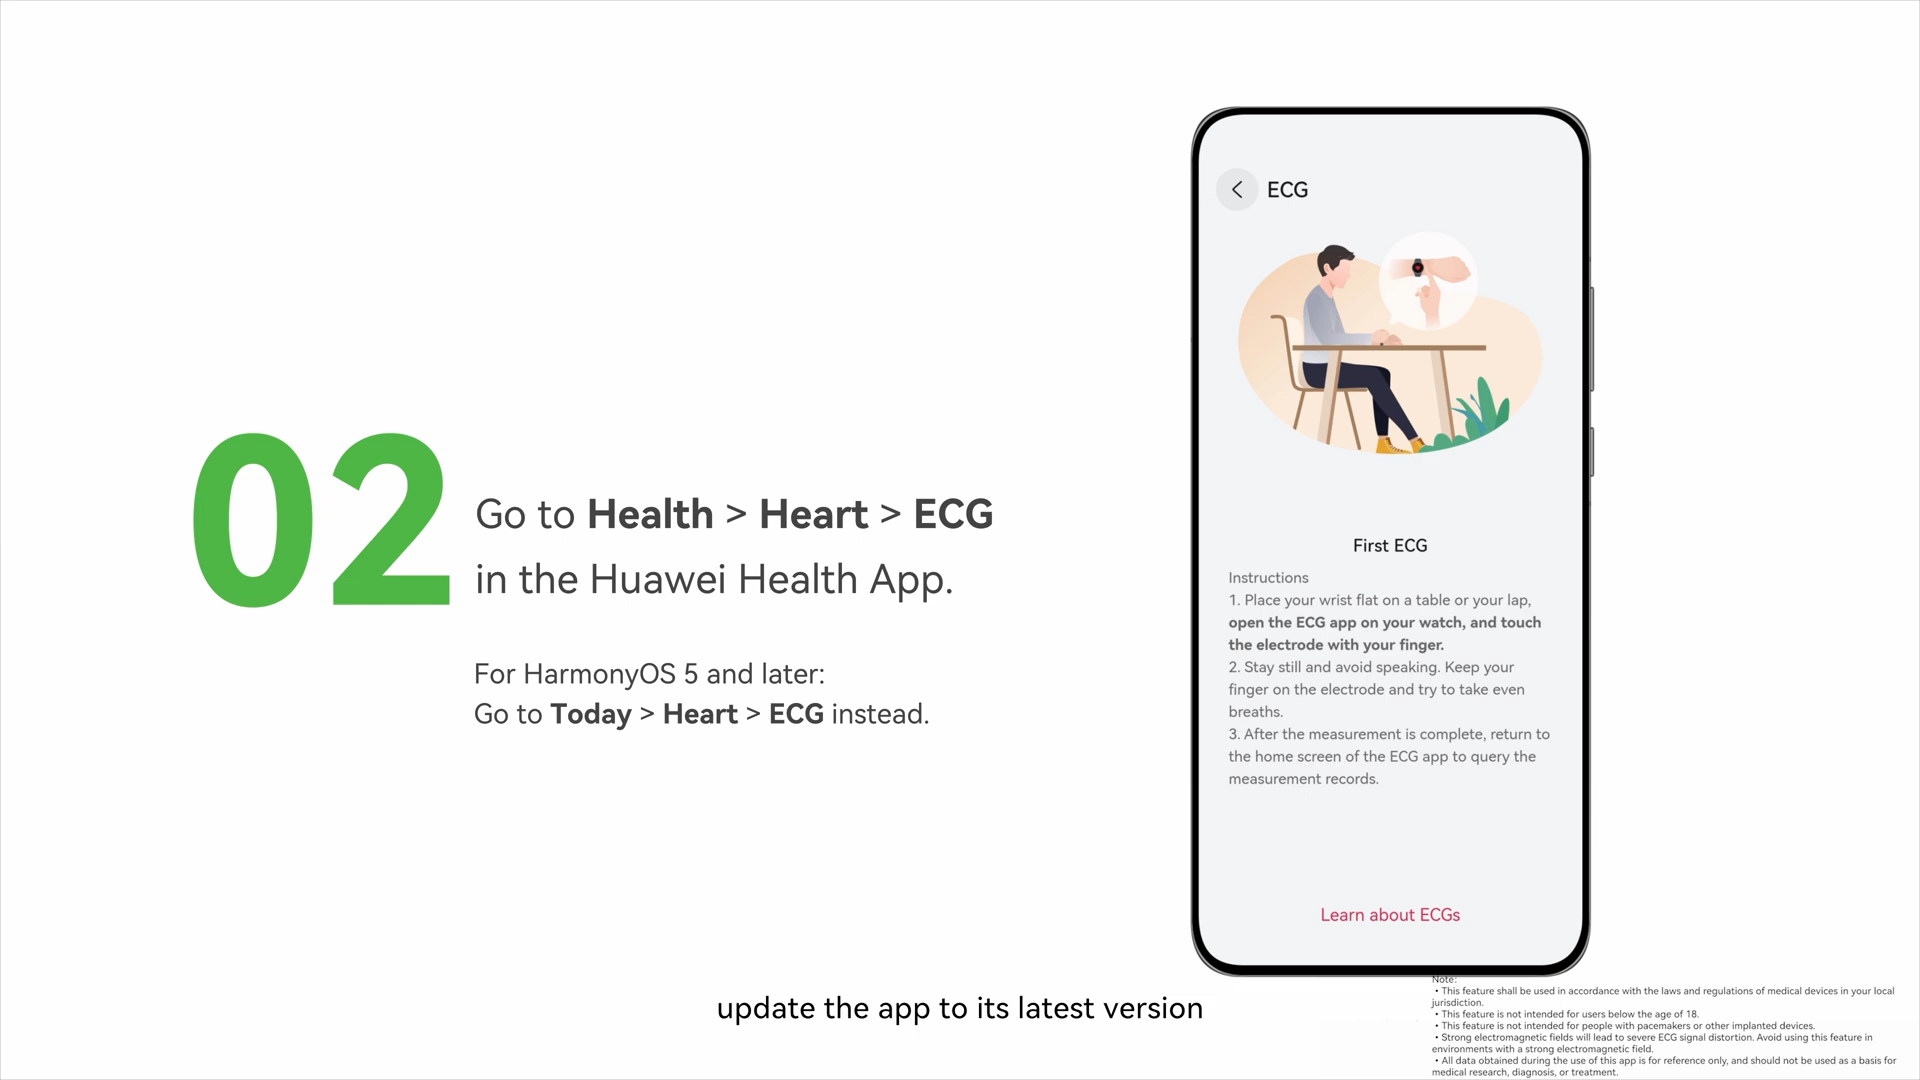 02
Go to Health > Heart > ECG
in the Huawei Health App.
For HarmonyOS 5 and later:
Go to Today > Heart > ECG instead.
ECG
First ECG
Instructions
1. Place your wrist flat on a table or your lap,
open the ECG app on your watch, and touch
the electrode with your finger.
2. Stay still and avoid speaking. Keep your
finger on the electrode and try to take even
breaths.
3. After the measurement is complete, return to
the home screen of the ECG app to query the
measurement records.
Learn about ECGs
update the app to its latest version
Note:
• This feature shall be used in accordance with the laws and regulations of medical devices in your local
jurisdiction.
• This feature is not intended for users below the age of 18.
• This feature is not intended for people with pacemakers or other implanted devices.
• Strong electromagnetic fields will lead to severe ECG signal distortion. Avoid using this feature in
environments with a strong electromagnetic field.
• All data obtained during the use of this app is for reference only, and should not be used as a basis for
medical research, diagnosis, or treatment.